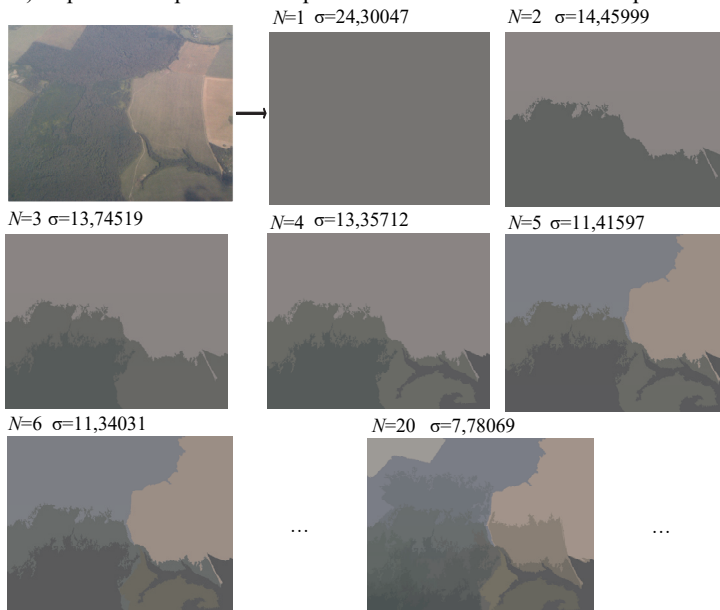 N=1 σ=24,30047
N=2 σ=14,45999
N=3 σ=13,74519
N=4 σ=13,35712
N=5 σ=11,41597
N=6 σ=11,34031
N=20 σ=7,78069
…
…